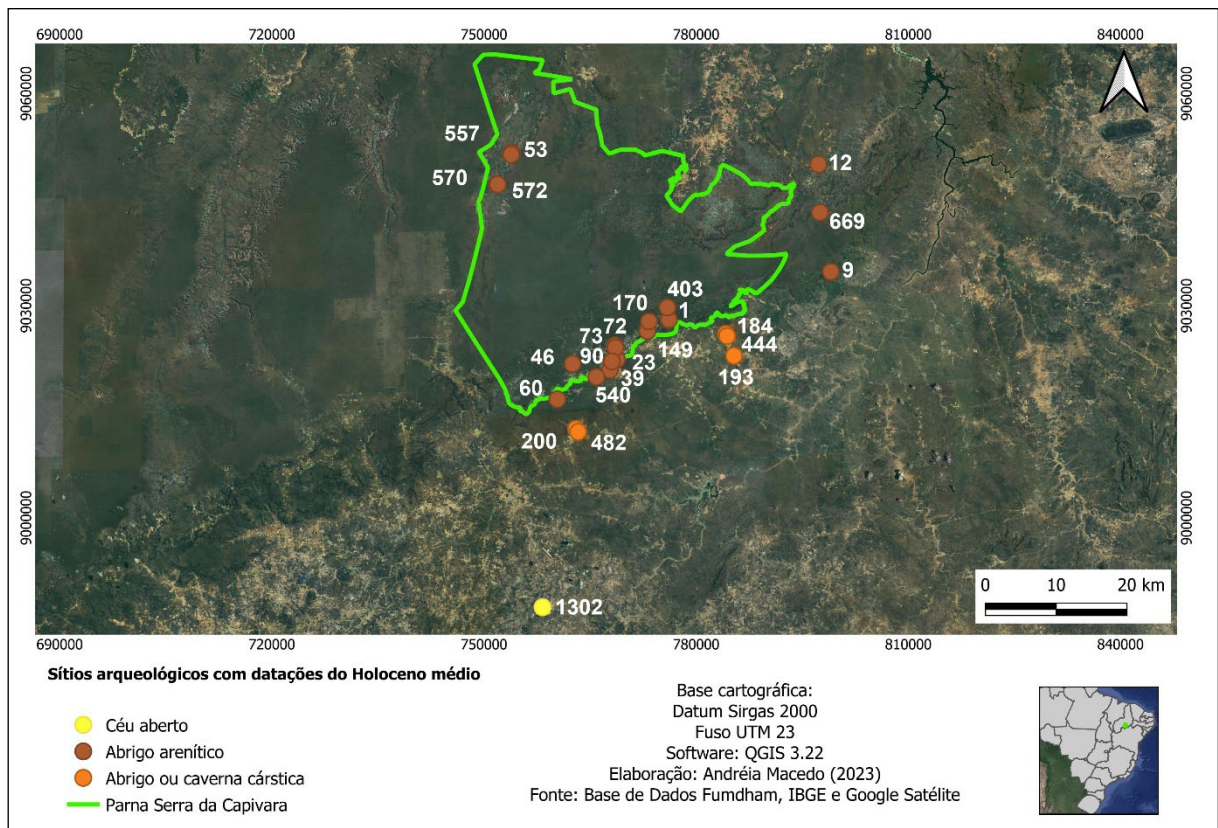 690000 720000 750000 780000 810000 840000
9060000 9060000
557 53
12
570 572
669
9
403
9030000 9030000
170 1
184
73 72
149 444
46 90 23
193
39
60 540
200 482
9000000 9000000
0 10 20 km
1302
690000 720000 750000 780000 810000 840000
Sítios arqueológicos com datações do Holoceno médio
Céu aberto
Abrigo arenítico
Abrigo ou caverna cárstica
Parna Serra da Capivara
Base cartográfica:
Datum Sirgas 2000
Fuso UTM 23
Software: QGIS 3.22
Elaboração: Andréia Macedo (2023)
Fonte: Base de Dados Fumdham, IBGE e Google Satélite